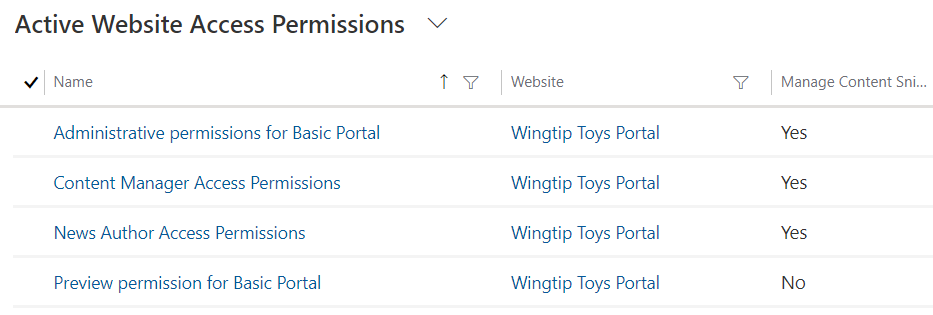 Active Website Access Permissions
Name Website Manage Content Sni...
Administrative permissions for Basic Portal Wingtip Toys Portal Yes
Content Manager Access Permissions Wingtip Toys Portal Yes
News Author Access Permissions Wingtip Toys Portal Yes
Preview permission for Basic Portal Wingtip Toys Portal No